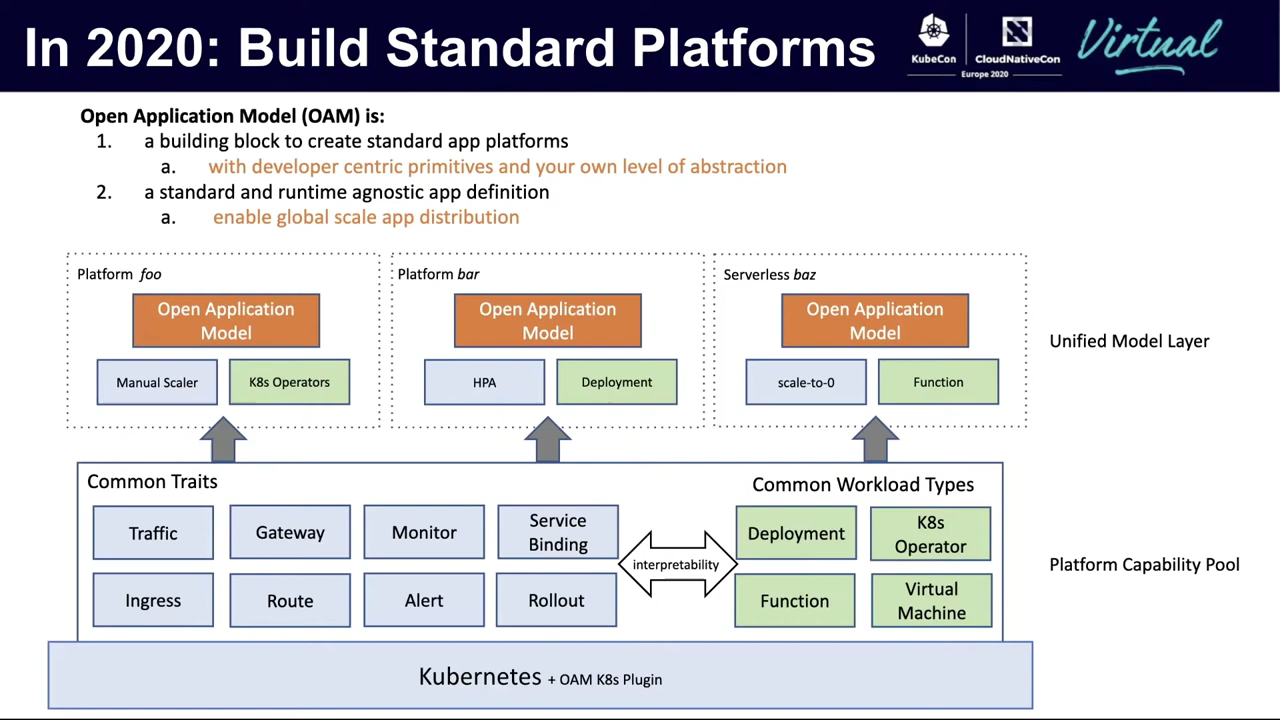 In 2020: Build Standard Platforms
KubeCon
CloudNativeCon
Europe 2020
Virtual
Open Application Model (OAM) is:
1. a building block to create standard app platforms
a. with developer centric primitives and your own level of abstraction
2. a standard and runtime agnostic app definition
a. enable global scale app distribution
Platform foo
Open Application
Model
Manual Scaler
K8s Operators
Platform bar
Open Application
Model
HPA
Deployment
Serverless baz
Open Application
Model
scale-to-0
Function
Unified Model Layer
Common Traits
Traffic
Gateway
Monitor
Service
Binding
Ingress
Route
Alert
Rollout
interpretability
Common Workload Types
Deployment
K8s
Operator
Function
Virtual
Machine
Platform Capability Pool
Kubernetes + OAM K8s Plugin